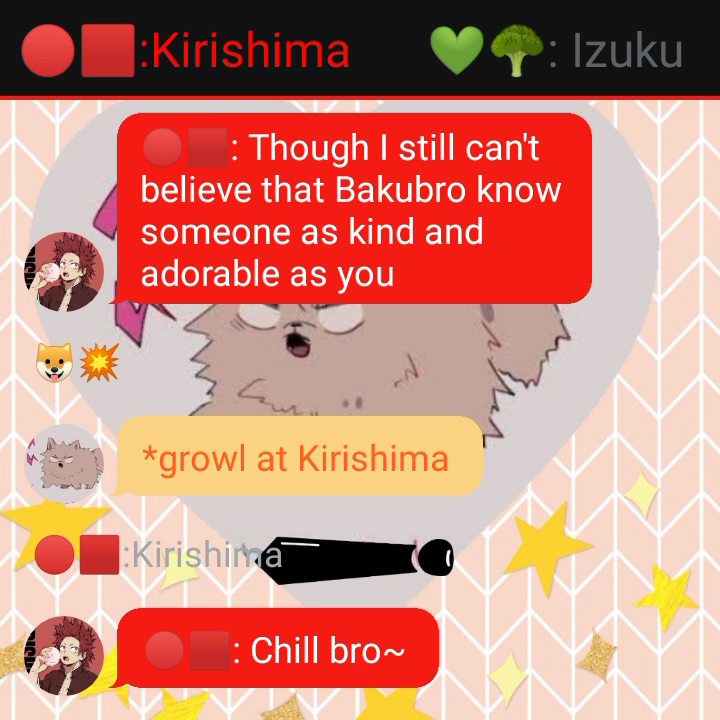 🔴🟥:Kirishima
💚🥦: Izuku
🔴🟥: Though I still can't
believe that Bakubro know
someone as kind and
adorable as you
🐶💥
*growl at Kirishima
🔴🟥:Kirishima
🔴🟥: Chill bro~